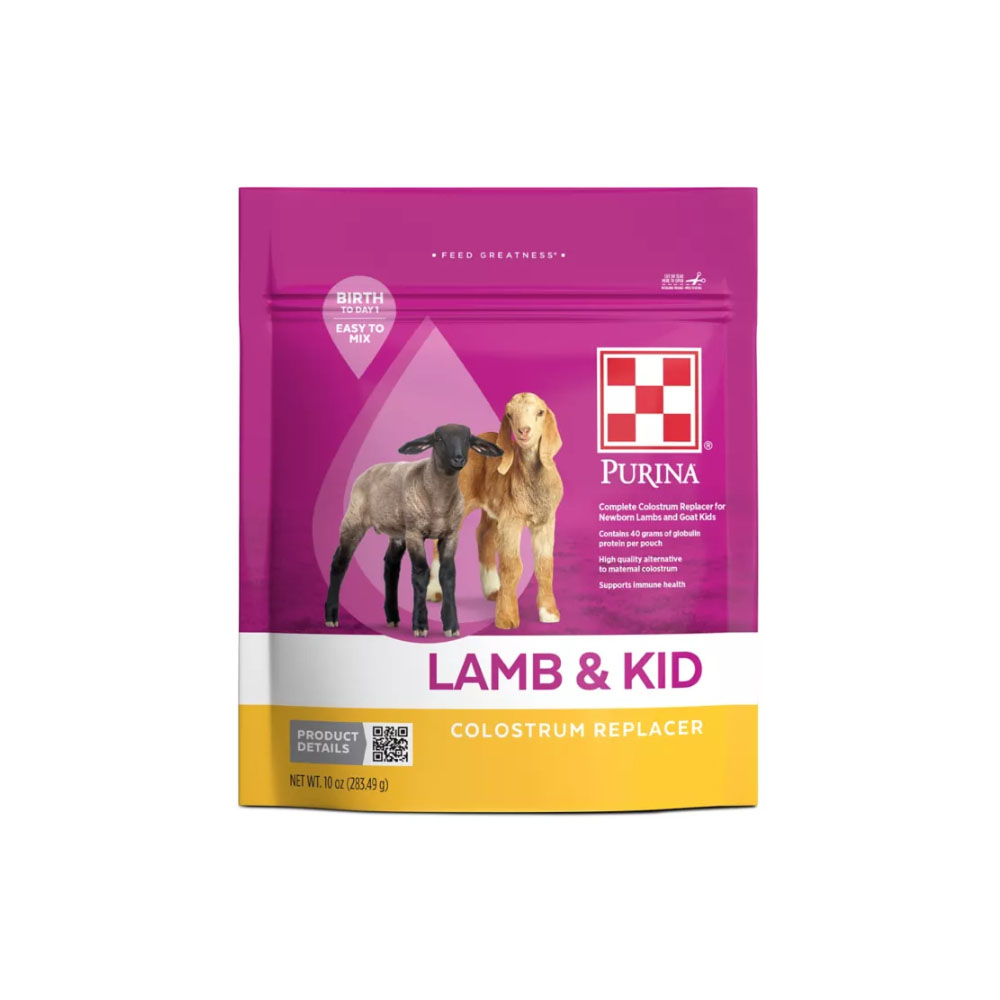 • FEED GREATNESS® •
BIRTH
TO DAY 1
EASY TO
MIX
PURINA
Complete Colostrum Replacer for
Newborn Lambs and Goat Kids
Contains 40 grams of globulin
protein per pouch
High quality alternative
to maternal colostrum
Supports immune health
LAMB & KID
COLOSTRUM REPLACER
PRODUCT
DETAILS
NET WT. 10 oz (283.49 g)